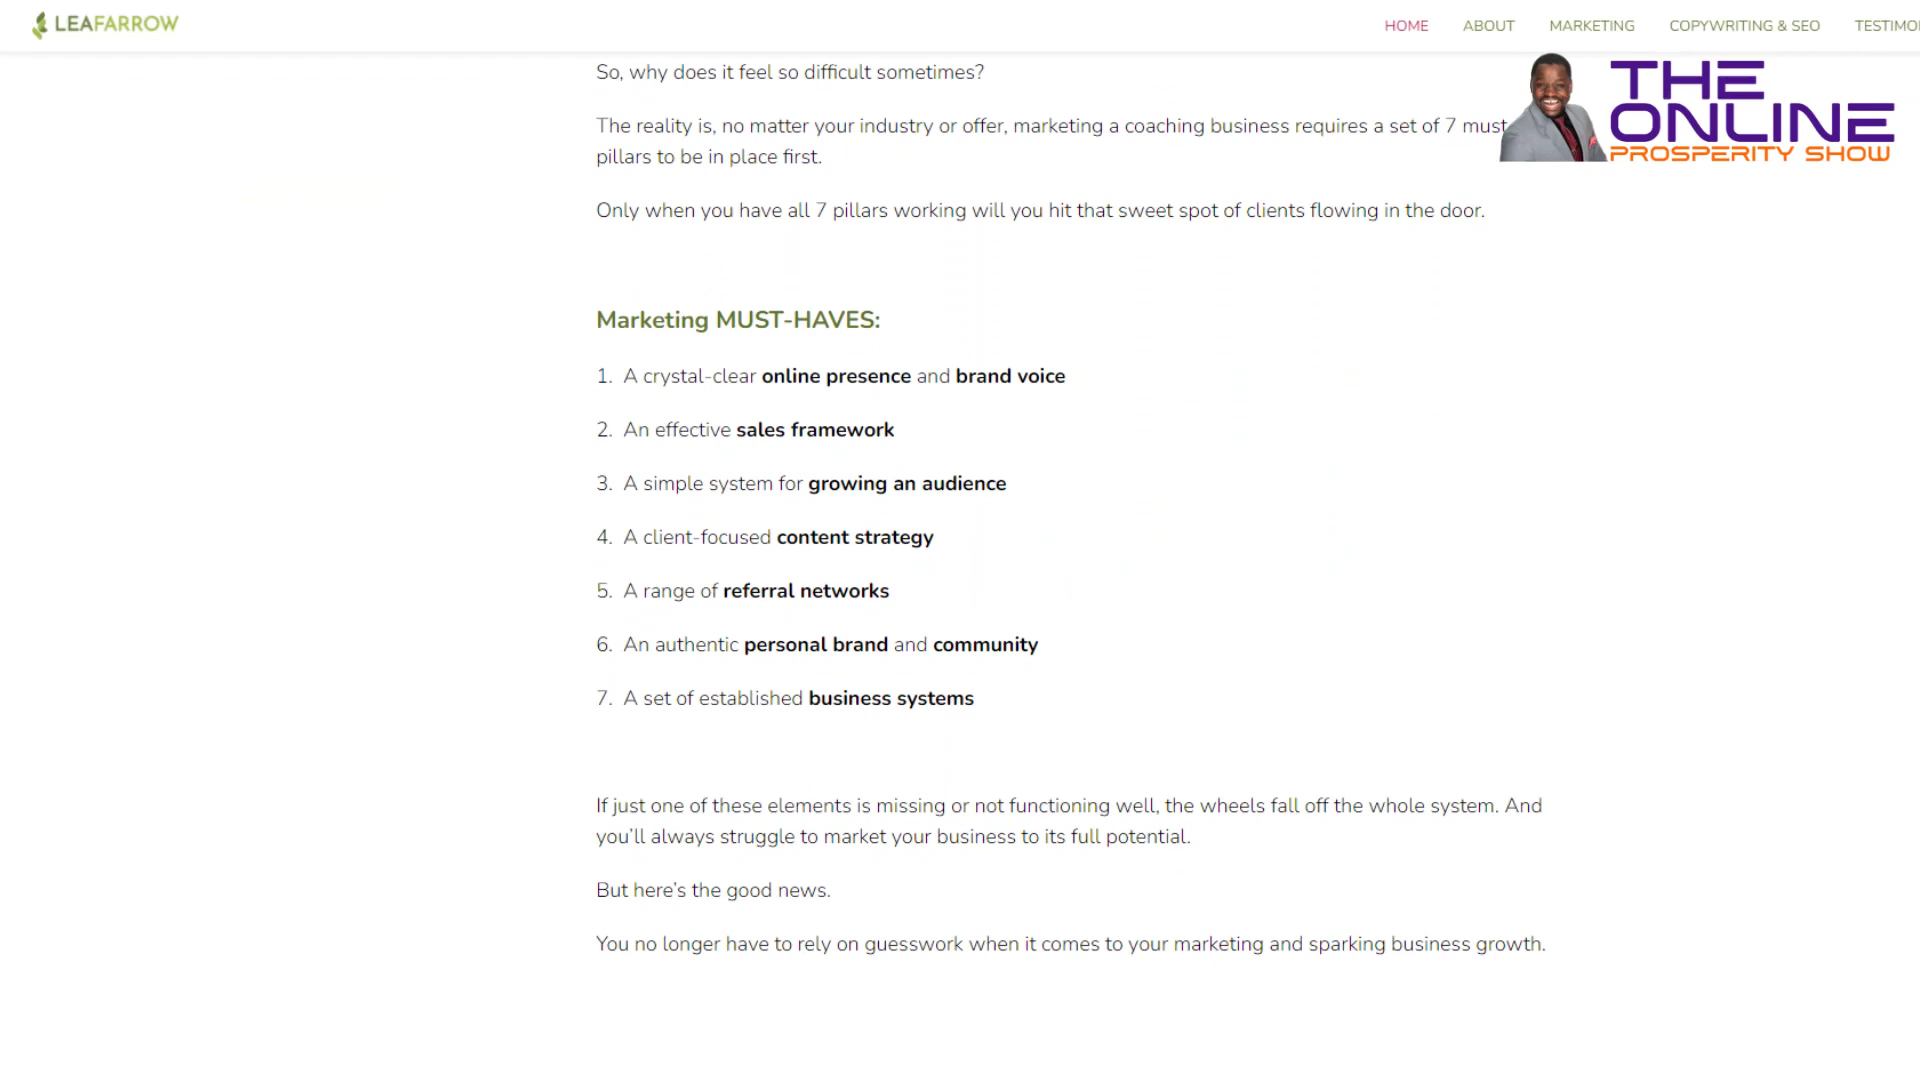 LEAFARROW
HOME ABOUT MARKETING COPYWRITING & SEO
So, why does it feel so difficult sometimes?
THE
ONLINE
PROSPERITY SHOW
The reality is, no matter your industry or offer, marketing a coaching business requires a set of 7 must
pillars to be in place first.
Only when you have all 7 pillars working will you hit that sweet spot of clients flowing in the door.
Marketing MUST-HAVES:
1. A crystal-clear online presence and brand voice
2. An effective sales framework
3. A simple system for growing an audience
4. A client-focused content strategy
5. A range of referral networks
6. An authentic personal brand and community
7. A set of established business systems
If just one of these elements is missing or not functioning well, the wheels fall off the whole system. And
you’ll always struggle to market your business to its full potential.
But here’s the good news.
You no longer have to rely on guesswork when it comes to your marketing and sparking business growth.